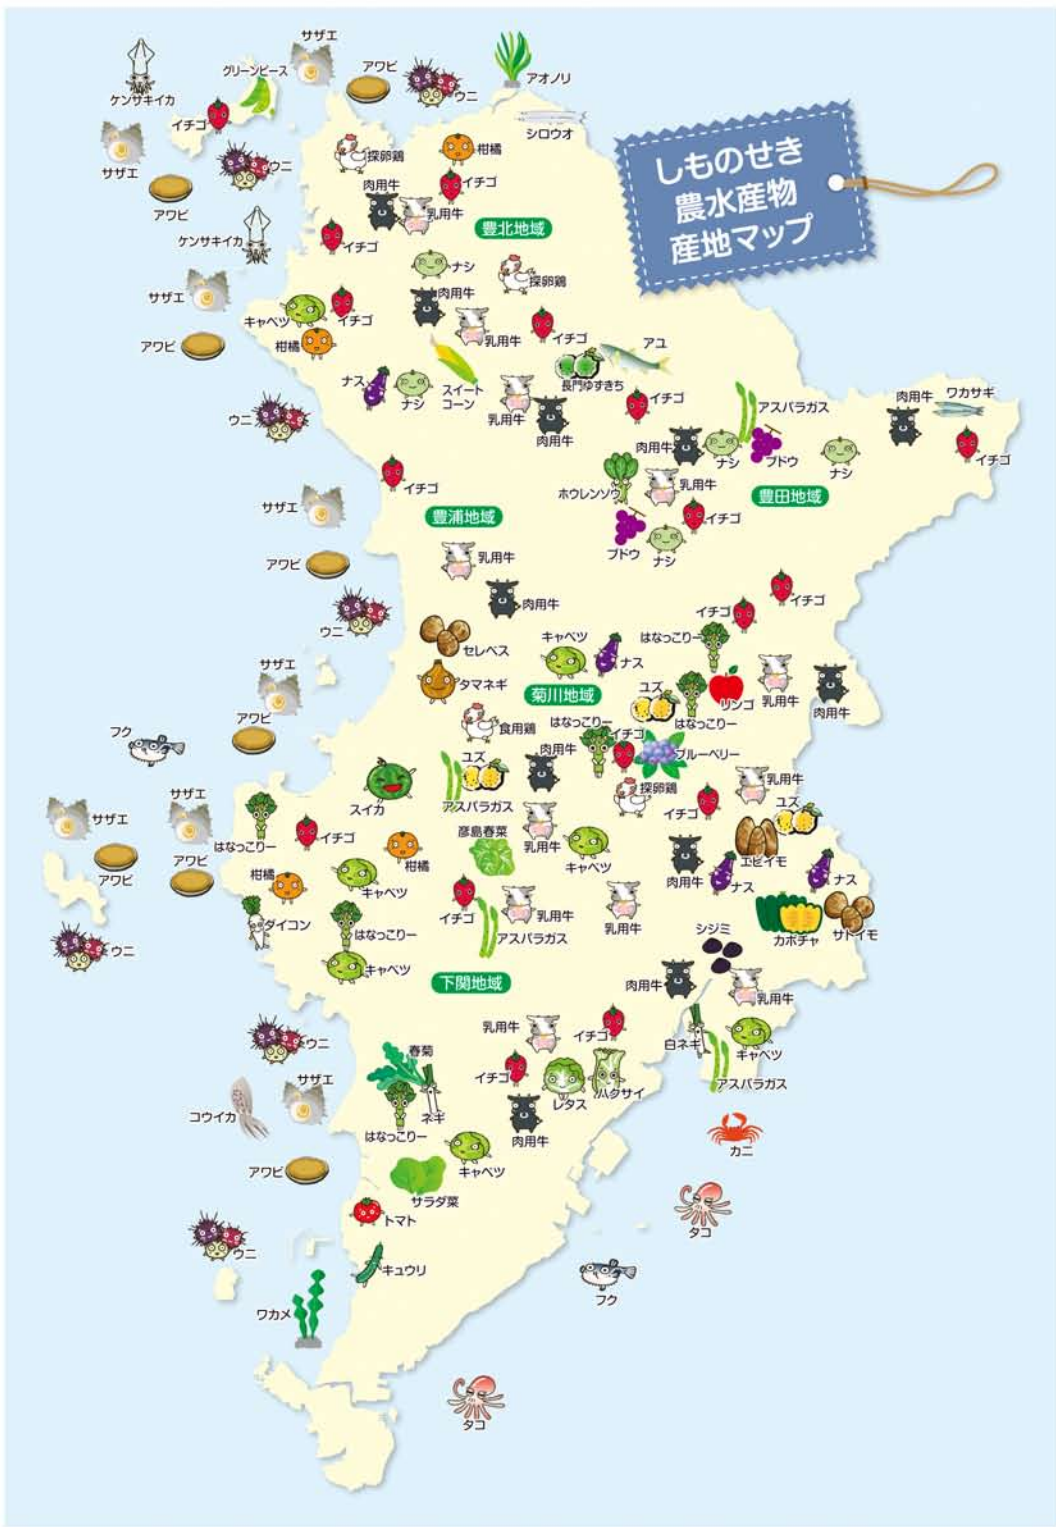 しものせき
農水産物
産地マップ
サザエ
ケンサキイカ
グリーンピース
アワビ
ウニ
アオノリ
イチゴ
シロウオ
サザエ
ウニ
採卵鶏
柑橘
アワビ
肉用牛
イチゴ
乳用牛
ケンサキイカ
イチゴ
豊北地域
ナシ
採卵鶏
サザエ
肉用牛
キャベツ
イチゴ
アワビ
柑橘
乳用牛
イチゴ
アユ
長門ゆずきち
ナス
ナシ
スイート
コーン
乳用牛
肉用牛
イチゴ
アスパラガス
肉用牛
ワカサギ
イチゴ
ウニ
肉用牛
ナシ
ブドウ
ナシ
イチゴ
ホウレンソウ
乳用牛
豊田地域
サザエ
豊浦地域
イチゴ
ブドウ
ナシ
アワビ
乳用牛
肉用牛
イチゴ
イチゴ
ウニ
セレベス
キャベツ
ナス
はなっこりー
サザエ
タマネギ
菊川地域
ユズ
はなっこりー
リンゴ
乳用牛
肉用牛
アワビ
フク
食用鶏
はなっこりー
イチゴ
ブルーベリー
肉用牛
ユズ
アスパラガス
スイカ
採卵鶏
イチゴ
乳用牛
ユズ
サザエ
サザエ
はなっこりー
イチゴ
柑橘
彦島春菜
乳用牛
キャベツ
エビイモ
アワビ
アワビ
柑橘
キャベツ
肉用牛
ナス
ナス
イチゴ
アスパラガス
乳用牛
乳用牛
カボチャ
サトイモ
ダイコン
はなっこりー
ウニ
キャベツ
シジミ
下関地域
肉用牛
乳用牛
乳用牛
イチゴ
白ネギ
キャベツ
アスパラガス
ウニ
春菊
イチゴ
レタス
ハクサイ
サザエ
コウイカ
ネギ
はなっこりー
肉用牛
カニ
キャベツ
アワビ
サラダ菜
トマト
タコ
ウニ
キュウリ
フク
ワカメ
タコ